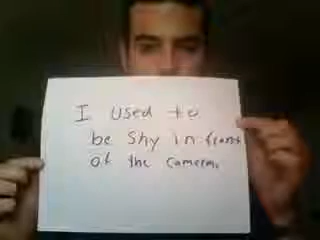 I used to
be shy in front
of the camera.